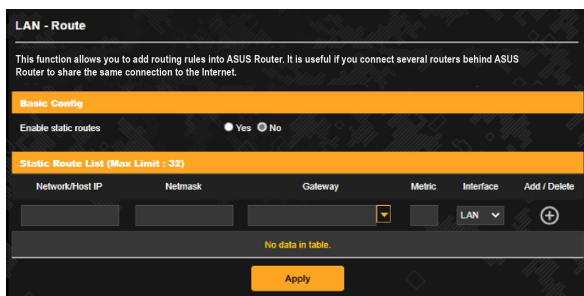 LAN - Route
This function allows you to add routing rules into ASUS Router. It is useful if you connect several routers behind ASUS
Router to share the same connection to the Internet.
Basic Config
Enable static routes Yes No
Static Route List (Max Limit : 32)
Network/Host IP Netmask Gateway Metric Interface Add / Delete
LAN
No data in table.
Apply